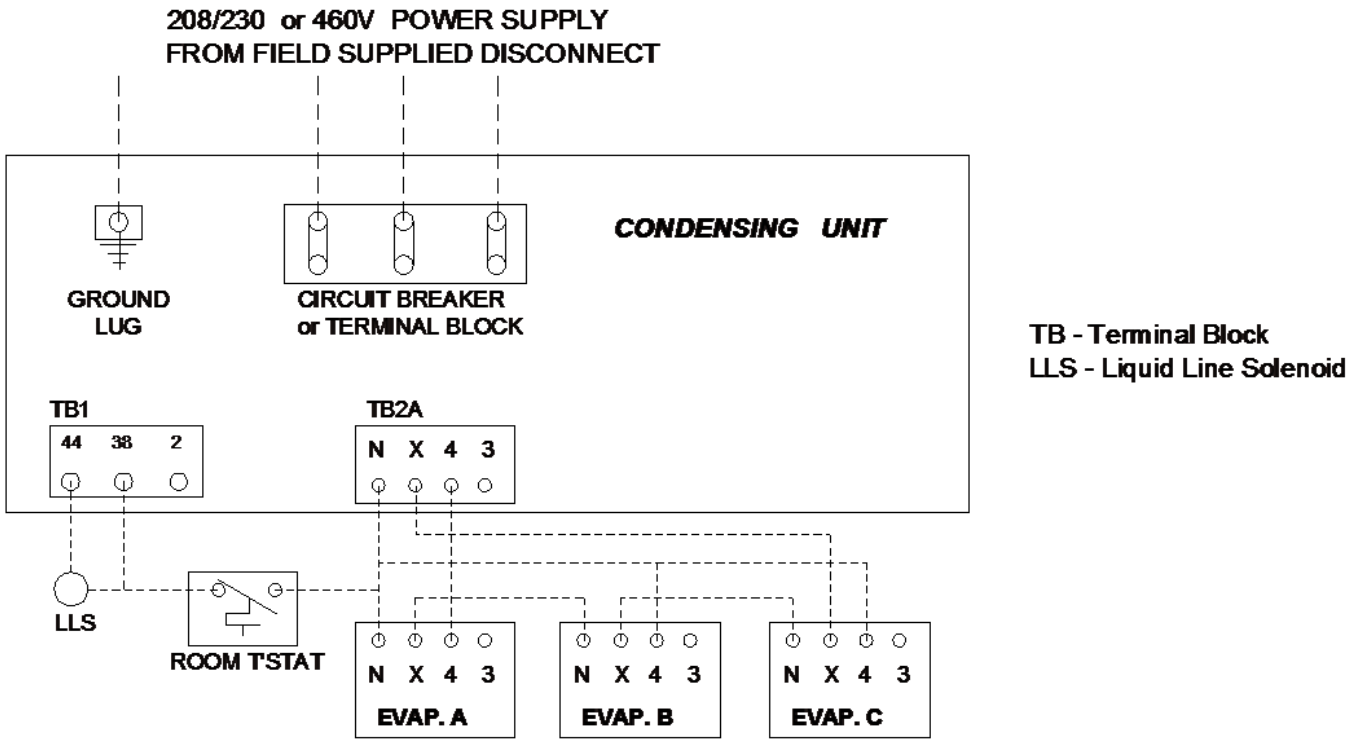 208/230 or 460V POWER SUPPLY
FROM FIELD SUPPLIED DISCONNECT
CONDENSING UNIT
GROUND
LUG
CIRCUIT BREAKER
or TERMINAL BLOCK
TB - Terminal Block
LLS - Liquid Line Solenoid
TB1
44 38 2
TB2A
N X 4 3
LLS
ROOM T'STAT
N X 4 3
EVAP. A
N X 4 3
EVAP. B
N X 4 3
EVAP. C